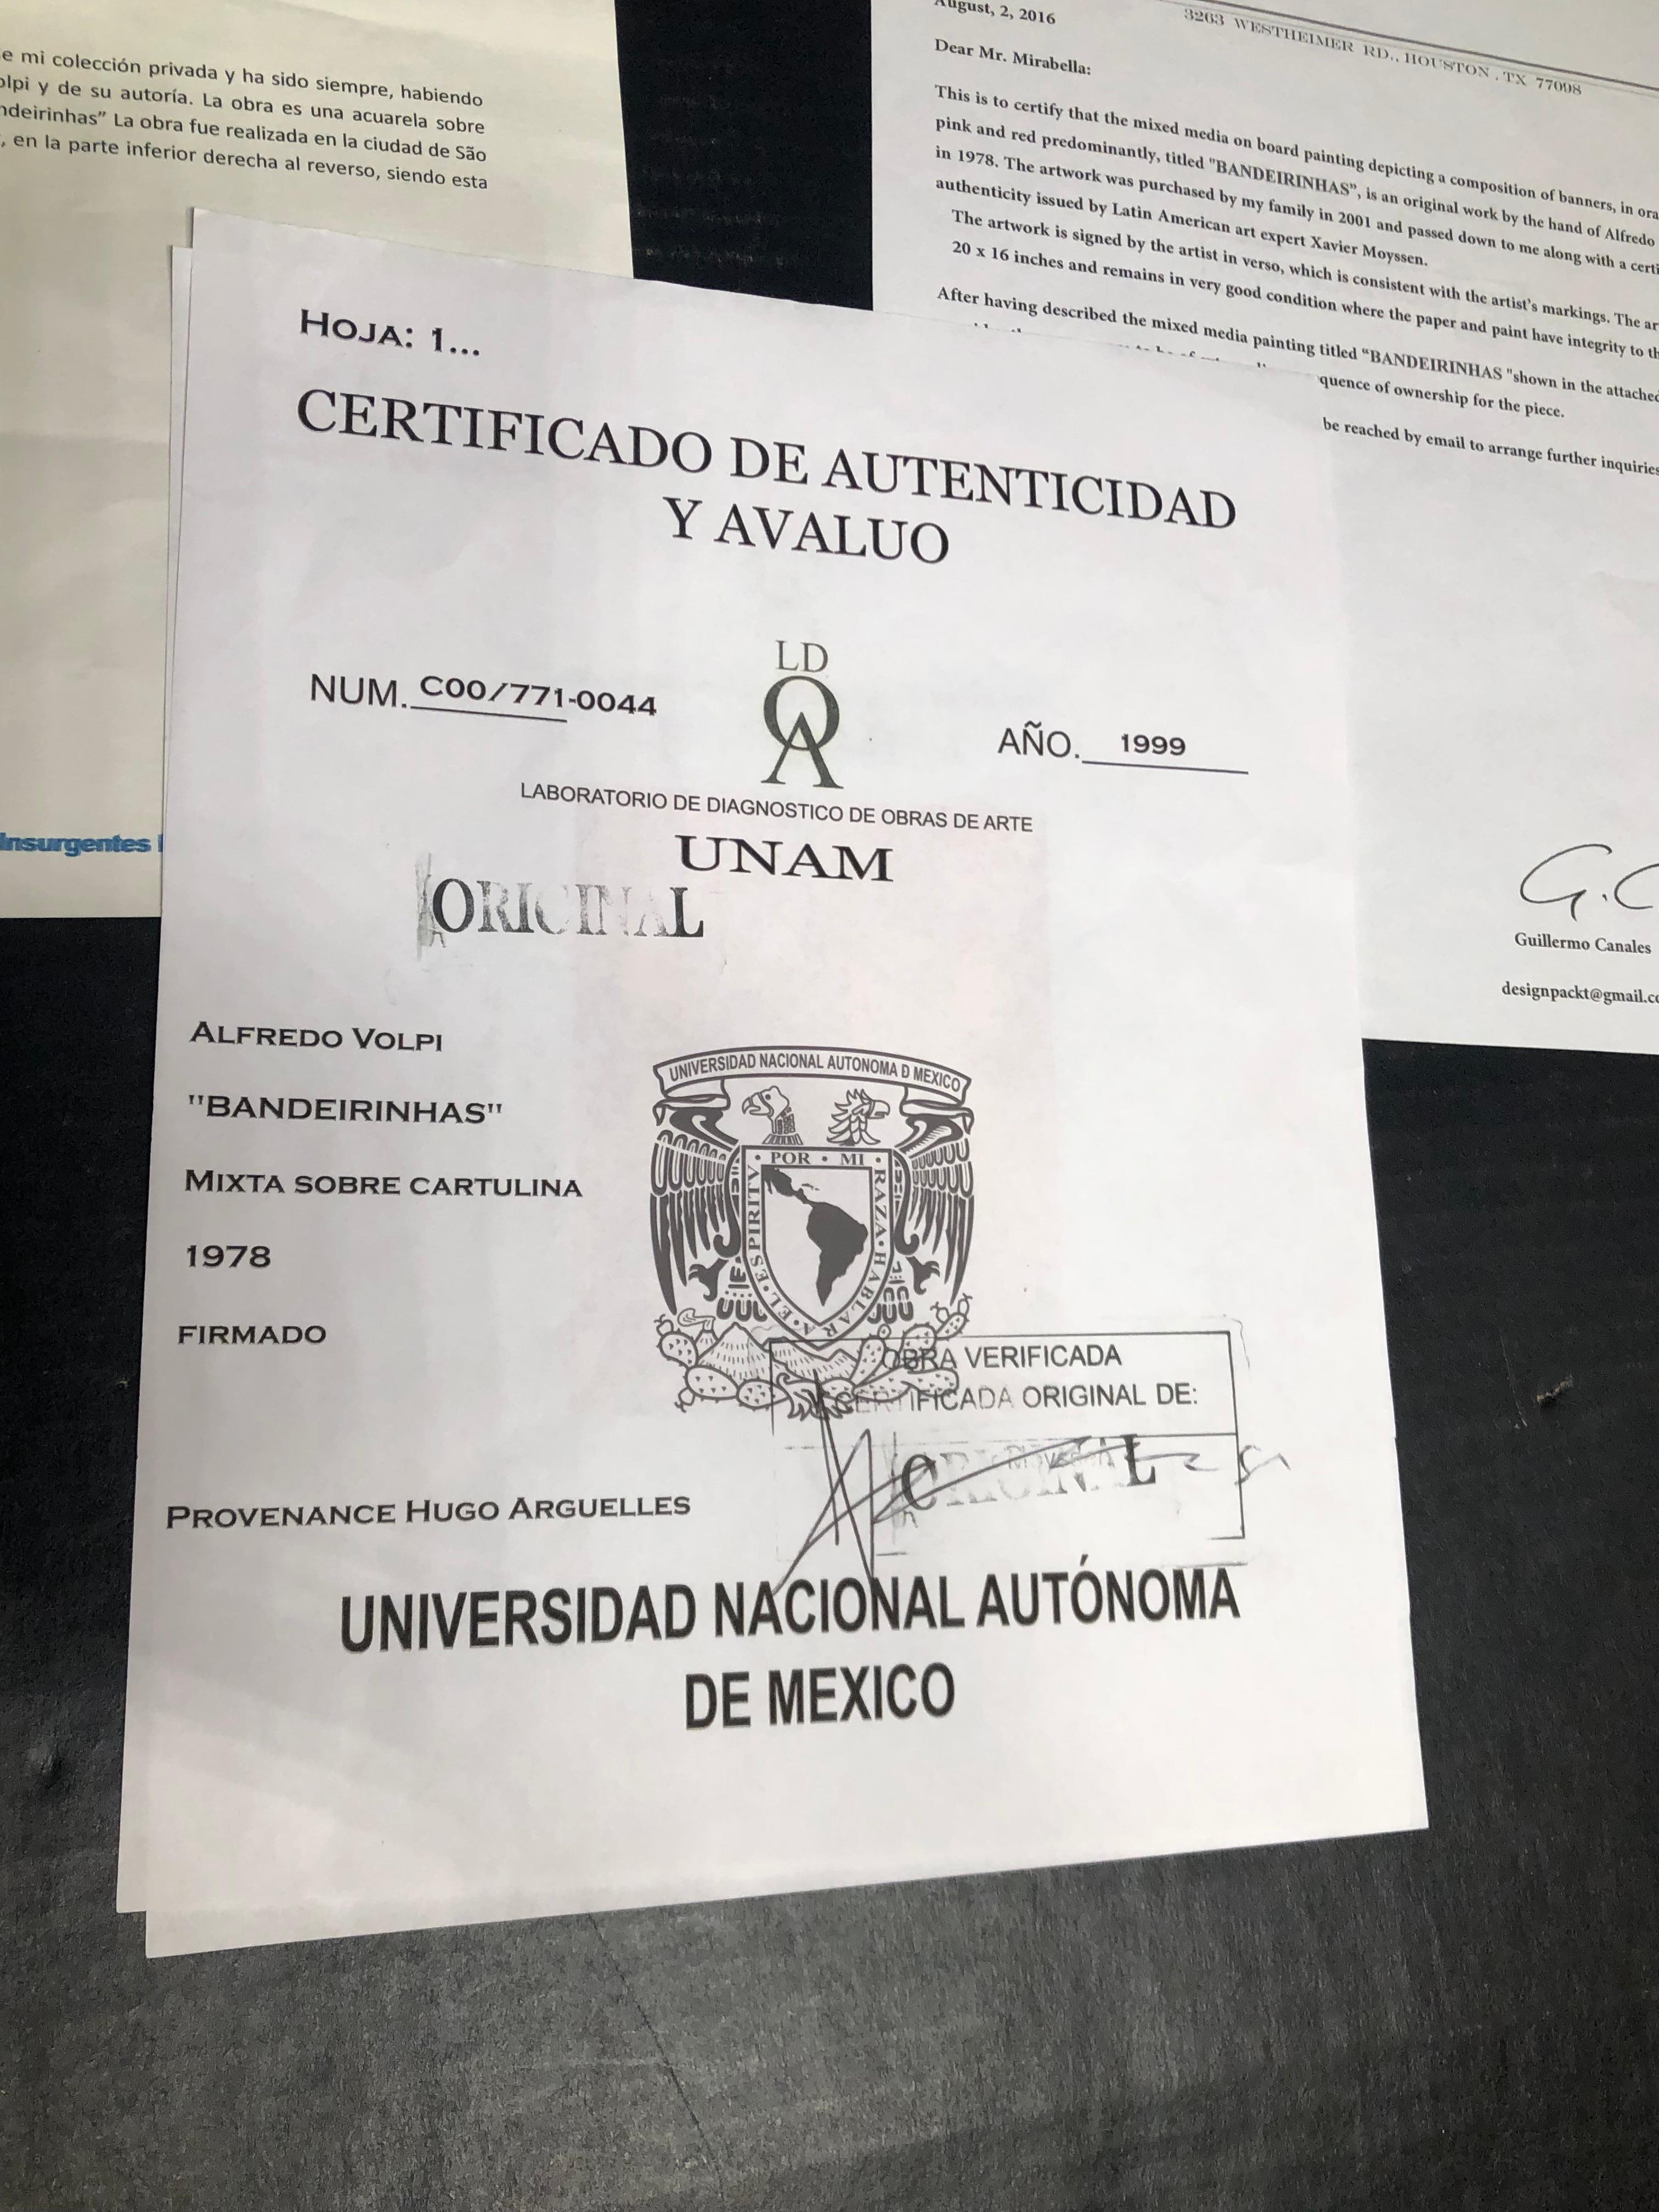 e mi colección privada y ha sido siempre, habiendo
olpi y de su autoría. La obra es una acuarela sobre
ndeirinhas” La obra fue realizada en la ciudad de São
, en la parte inferior derecha al reverso, siendo esta
Insurgentes
August, 2, 2016
3263 WESTHEIMER RD., HOUSTON , TX 77098
Dear Mr. Mirabella:
This is to certify that the mixed media on board painting depicting a composition of banners, in ora
pink and red predominantly, titled "BANDEIRINHAS”, is an original work by the hand of Alfredo
in 1978. The artwork was purchased by my family in 2001 and passed down to me along with a certi
authenticity issued by Latin American art expert Xavier Moyssen.
The artwork is signed by the artist in verso, which is consistent with the artist's markings. The ar
20 x 16 inches and remains in very good condition where the paper and paint have integrity to th
After having described the mixed media painting titled “BANDEIRINHAS "shown in the attached
quence of ownership for the piece.
be reached by email to arrange further inquiries
G.C
Guillermo Canales
designpackt@gmail.co
HOJA: 1...
CERTIFICADO DE AUTENTICIDAD
Y AVALUO
LD
OA
NUM. C00/771-0044
AÑO. 1999
LABORATORIO DE DIAGNOSTICO DE OBRAS DE ARTE
UNAM
ORIGINAL
ALFREDO VOLPI
"BANDEIRINHAS"
MIXTA SOBRE CARTULINA
1978
FIRMADO
UNIVERSIDAD NACIONAL AUTONOMA D MEXICO
POR • MI • RAZA • HABLARA • EL • ESPIRITV
OBRA VERIFICADA
CERTIFICADA ORIGINAL DE:
ORIGINAL
PROVENANCE HUGO ARGUELLES
UNIVERSIDAD NACIONAL AUTÓNOMA
DE MEXICO